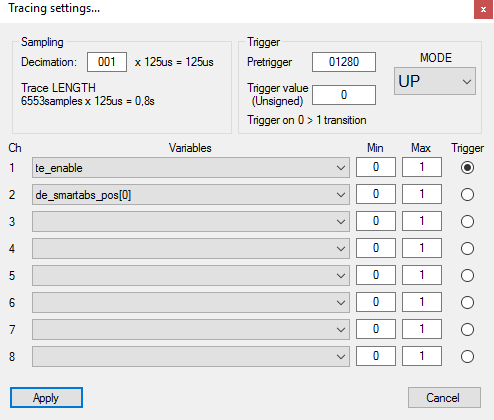 Tracing settings...
x
Sampling
Decimation: 001 x 125us = 125us
Trace LENGTH
6553samples x 125us = 0,8s
Trigger
Pretrigger 01280
Trigger value
(Unsigned) 0
Trigger on 0 > 1 transition
MODE
UP
Ch Variables Min Max Trigger
1 te_enable 0 1
2 de_smartabs_pos[0] 0 1
3 0 1
4 0 1
5 0 1
6 0 1
7 0 1
8 0 1
Apply Cancel